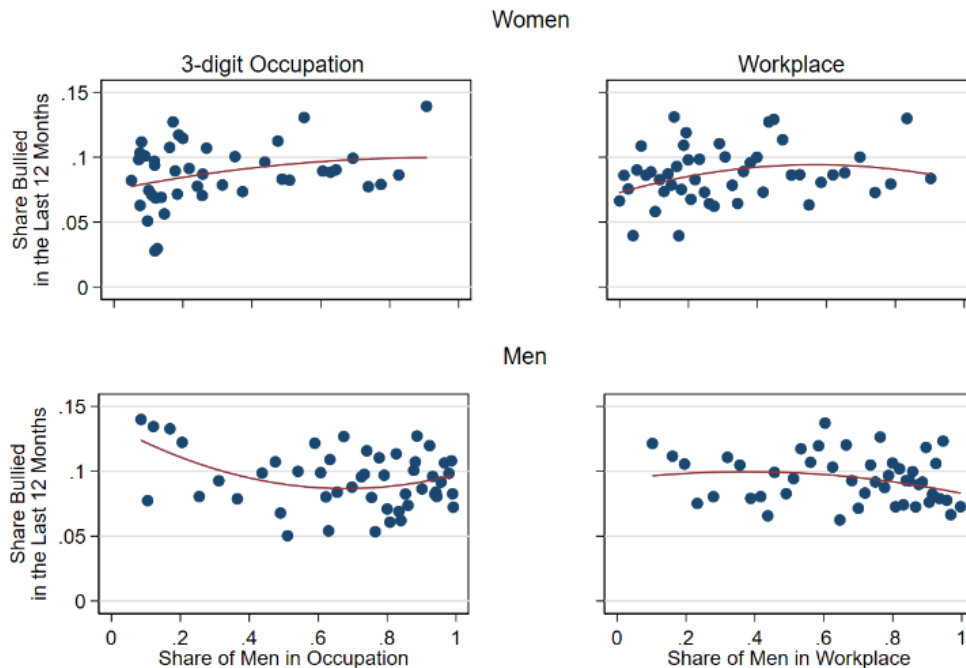 Women
3-digit Occupation
Workplace
Share Bullied
in the Last 12 Months
.15
.1
.05
0
Men
Share Bullied
in the Last 12 Months
.15
.1
.05
0
0 .2 .4 .6 .8 1
Share of Men in Occupation
0 .2 .4 .6 .8 1
Share of Men in Workplace